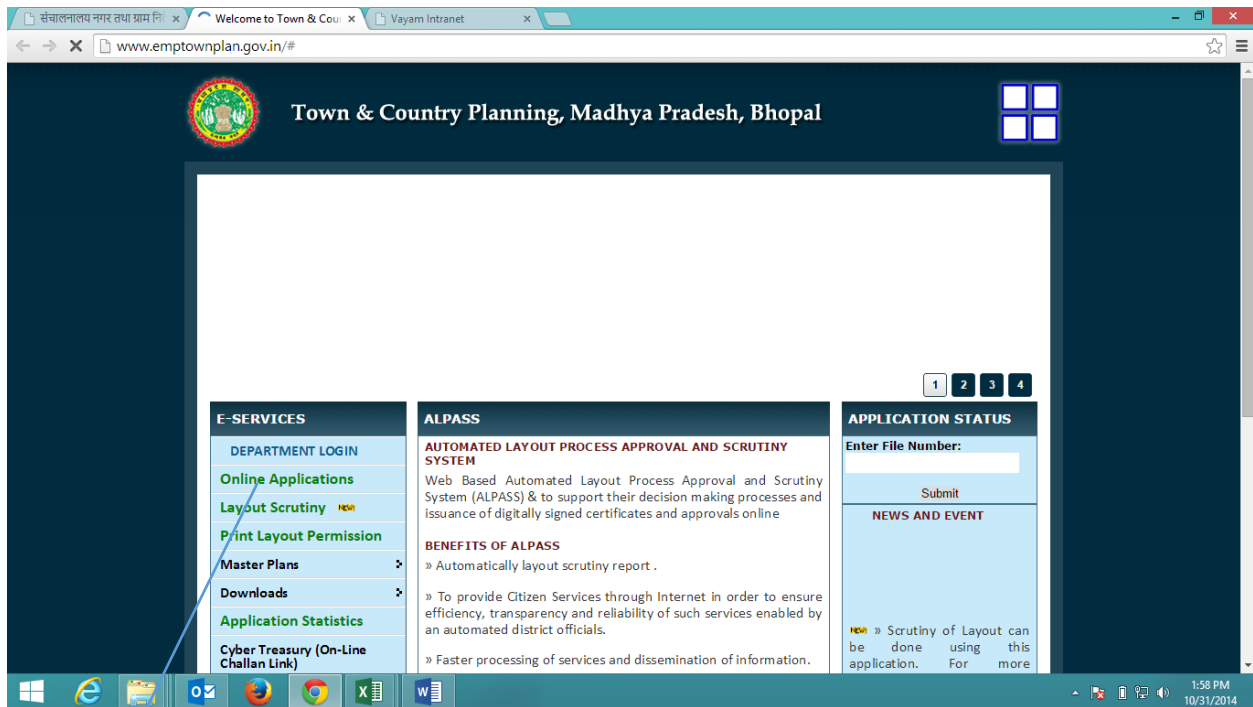 संचालनालय नगर तथा ग्राम नि
Welcome to Town & Cou
Vayam Intranet
www.emptownplan.gov.in/#
Town & Country Planning, Madhya Pradesh, Bhopal
1 2 3 4
E-SERVICES
DEPARTMENT LOGIN
Online Applications
Layout Scrutiny NEW!
Print Layout Permission
Master Plans
Downloads
Application Statistics
Cyber Treasury (On-Line
Challan Link)
ALPASS
AUTOMATED LAYOUT PROCESS APPROVAL AND SCRUTINY
SYSTEM
Web Based Automated Layout Process Approval and Scrutiny
System (ALPASS) & to support their decision making processes and
issuance of digitally signed certificates and approvals online
BENEFITS OF ALPASS
» Automatically layout scrutiny report .
» To provide Citizen Services through Internet in order to ensure
efficiency, transparency and reliability of such services enabled by
an automated district officials.
» Faster processing of services and dissemination of information.
APPLICATION STATUS
Enter File Number:
Submit
NEWS AND EVENT
NEW! » Scrutiny of Layout can
be done using this
application. For more
1:58 PM
10/31/2014